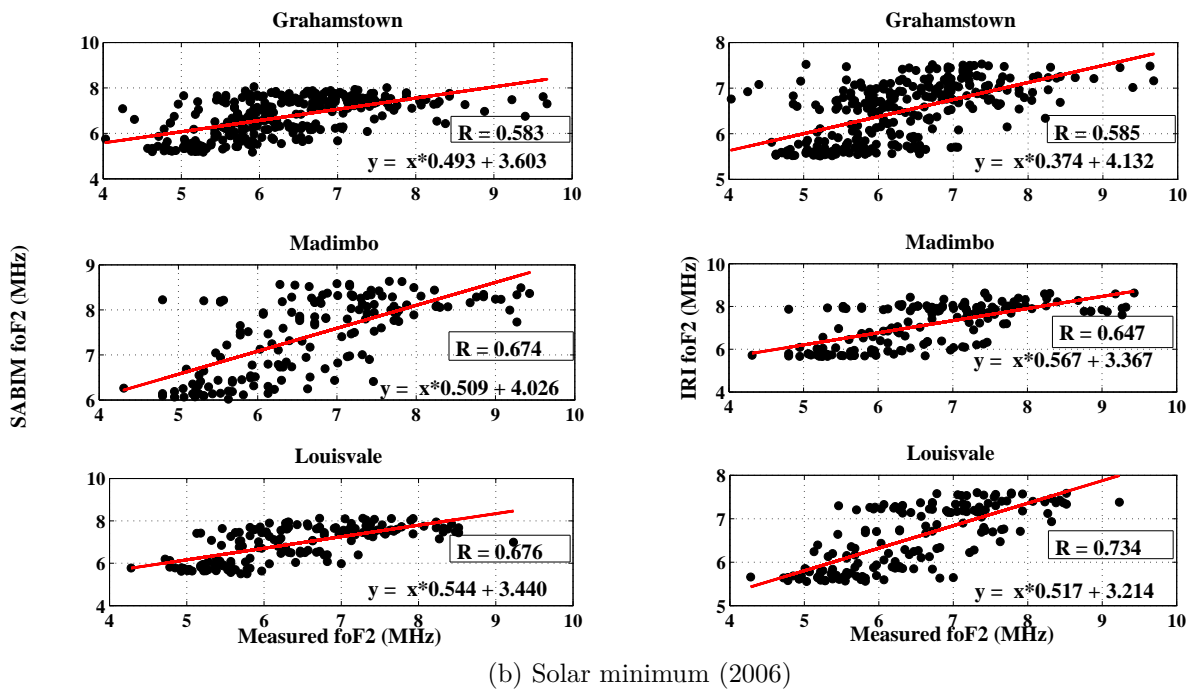 Grahamstown
10
8
6
4
4 5 6 7 8 9 10
R = 0.583
y = x*0.493 + 3.603
Grahamstown
8
7
6
5
4 5 6 7 8 9 10
R = 0.585
y = x*0.374 + 4.132
SABIM foF2 (MHz)
Madimbo
9
8
7
6
4 5 6 7 8 9 10
R = 0.674
y = x*0.509 + 4.026
IRI foF2 (MHz)
Madimbo
10
8
6
4
4 5 6 7 8 9 10
R = 0.647
y = x*0.567 + 3.367
Louisvale
10
8
6
4
4 5 6 7 8 9 10
R = 0.676
y = x*0.544 + 3.440
Measured foF2 (MHz)
Louisvale
8
7
6
5
4 5 6 7 8 9 10
R = 0.734
y = x*0.517 + 3.214
Measured foF2 (MHz)
(b) Solar minimum (2006)